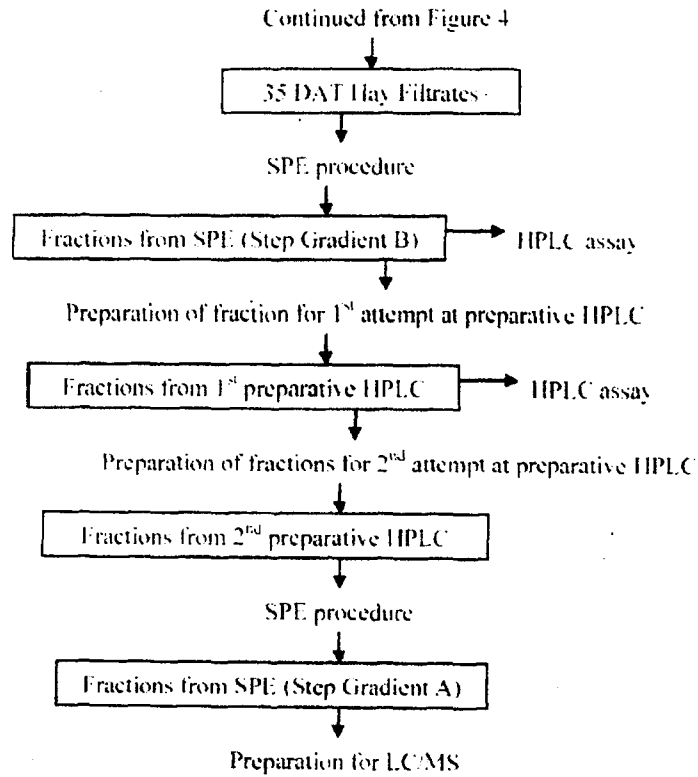 Continued from Figure 4
35 DAT Hay Filtrates
SPE procedure
Fractions from SPE (Step Gradient B)
HPLC assay
Preparation of fraction for 1st attempt at preparative HPLC
Fractions from 1st preparative HPLC
HPLC assay
Preparation of fractions for 2nd attempt at preparative HPLC
Fractions from 2nd preparative HPLC
SPE procedure
Fractions from SPE (Step Gradient A)
Preparation for LC/MS